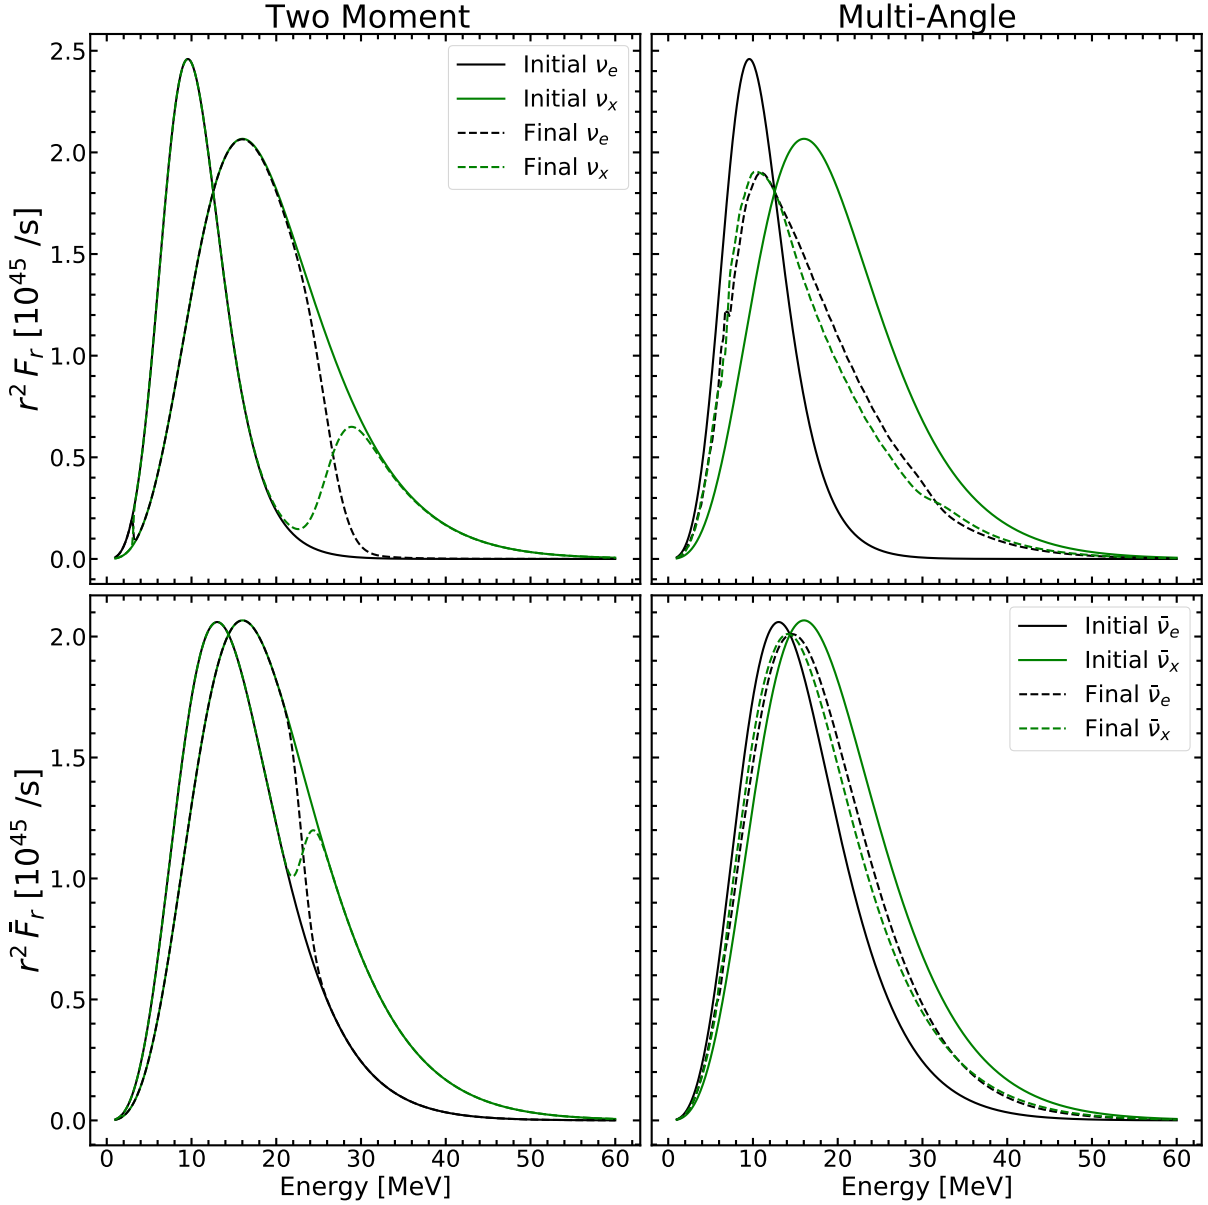 Two Moment
Multi-Angle
Initial νₑ
Initial νₓ
Final νₑ
Final νₓ
r² Fᵣ [10⁴⁵ /s]
2.5
2.0
1.5
1.0
0.5
0.0
Initial ν̄ₑ
Initial ν̄ₓ
Final ν̄ₑ
Final ν̄ₓ
r² F̄ᵣ [10⁴⁵ /s]
2.0
1.5
1.0
0.5
0.0
0 10 20 30 40 50 60
0 10 20 30 40 50 60
Energy [MeV]
Energy [MeV]